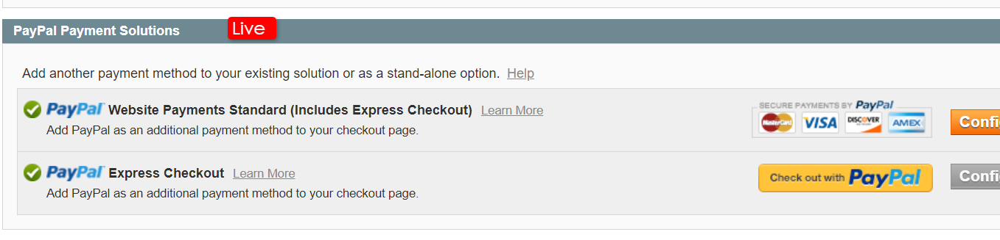 PayPal Payment Solutions Live
Add another payment method to your existing solution or as a stand-alone option. Help
PayPal Website Payments Standard (Includes Express Checkout) Learn More
Add PayPal as an additional payment method to your checkout page.
SECURE PAYMENTS BY PayPal
MasterCard VISA DISCOVER NETWORK AMEX
Confi
PayPal Express Checkout Learn More
Add PayPal as an additional payment method to your checkout page.
Check out with PayPal
Confi